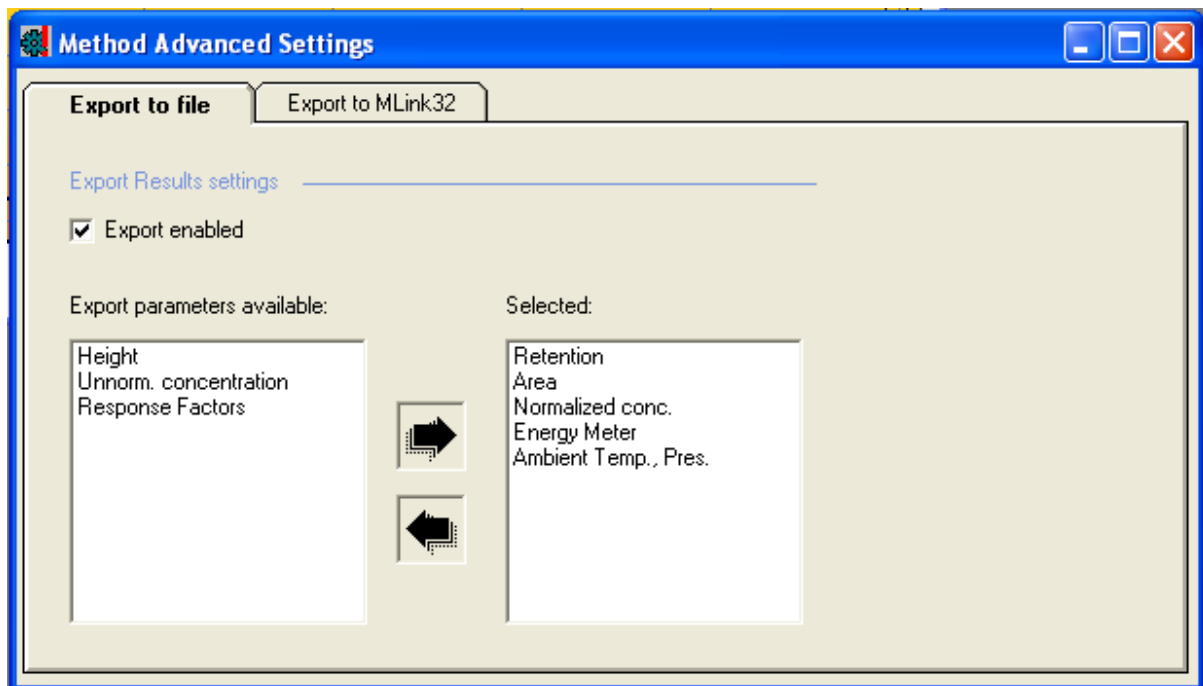 Method Advanced Settings
Export to file
Export to MLink32
Export Results settings
Export enabled
Export parameters available:
Height
Unnorm. concentration
Response Factors
Selected:
Retention
Area
Normalized conc.
Energy Meter
Ambient Temp., Pres.